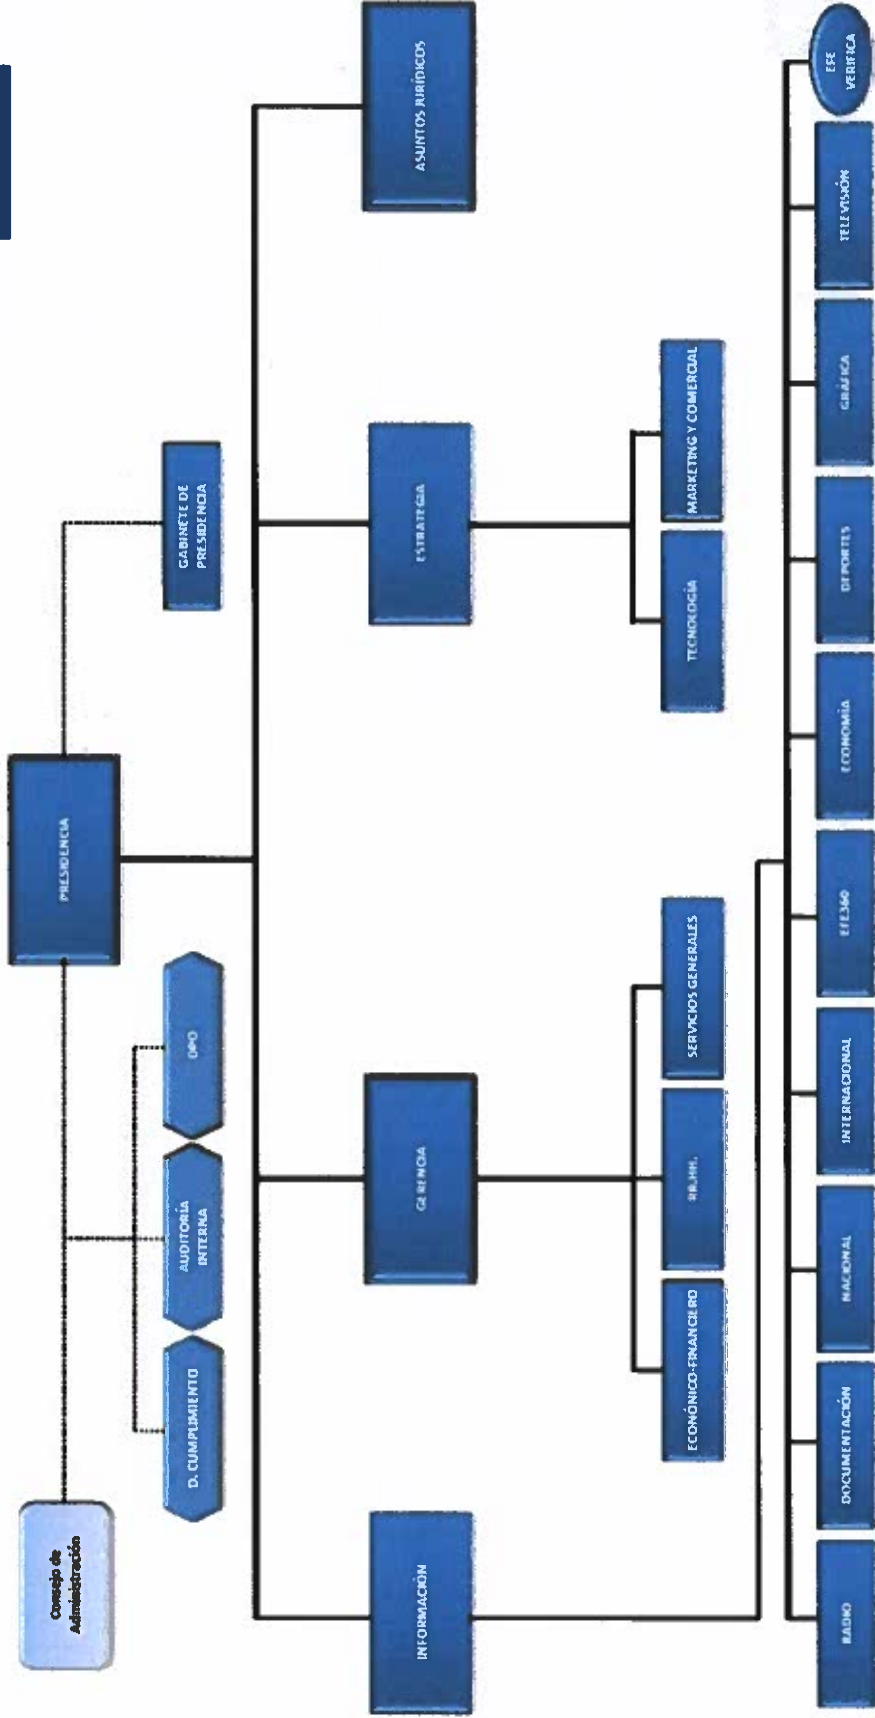 Consejo de
Administración
PRESIDENCIA
D. CUMPLIMIENTO
AUDITORÍA
INTERNA
DPO
GABINETE DE
PRESIDENCIA
INFORMACIÓN
GERENCIA
ESTRATEGIA
ASUNTOS JURÍDICOS
ECONÓNICO-FINANCIERO
RR.HH.
SERVICIOS GENERALES
TECNOLOGÍA
MARKETING Y COMERCIAL
RADIO
DOCUMENTACIÓN
NACIONAL
INTERNACIONAL
EFE360
ECONOMÍA
DEPORTES
GRÁFICA
TELEVISIÓN
EFE
VERIFICA